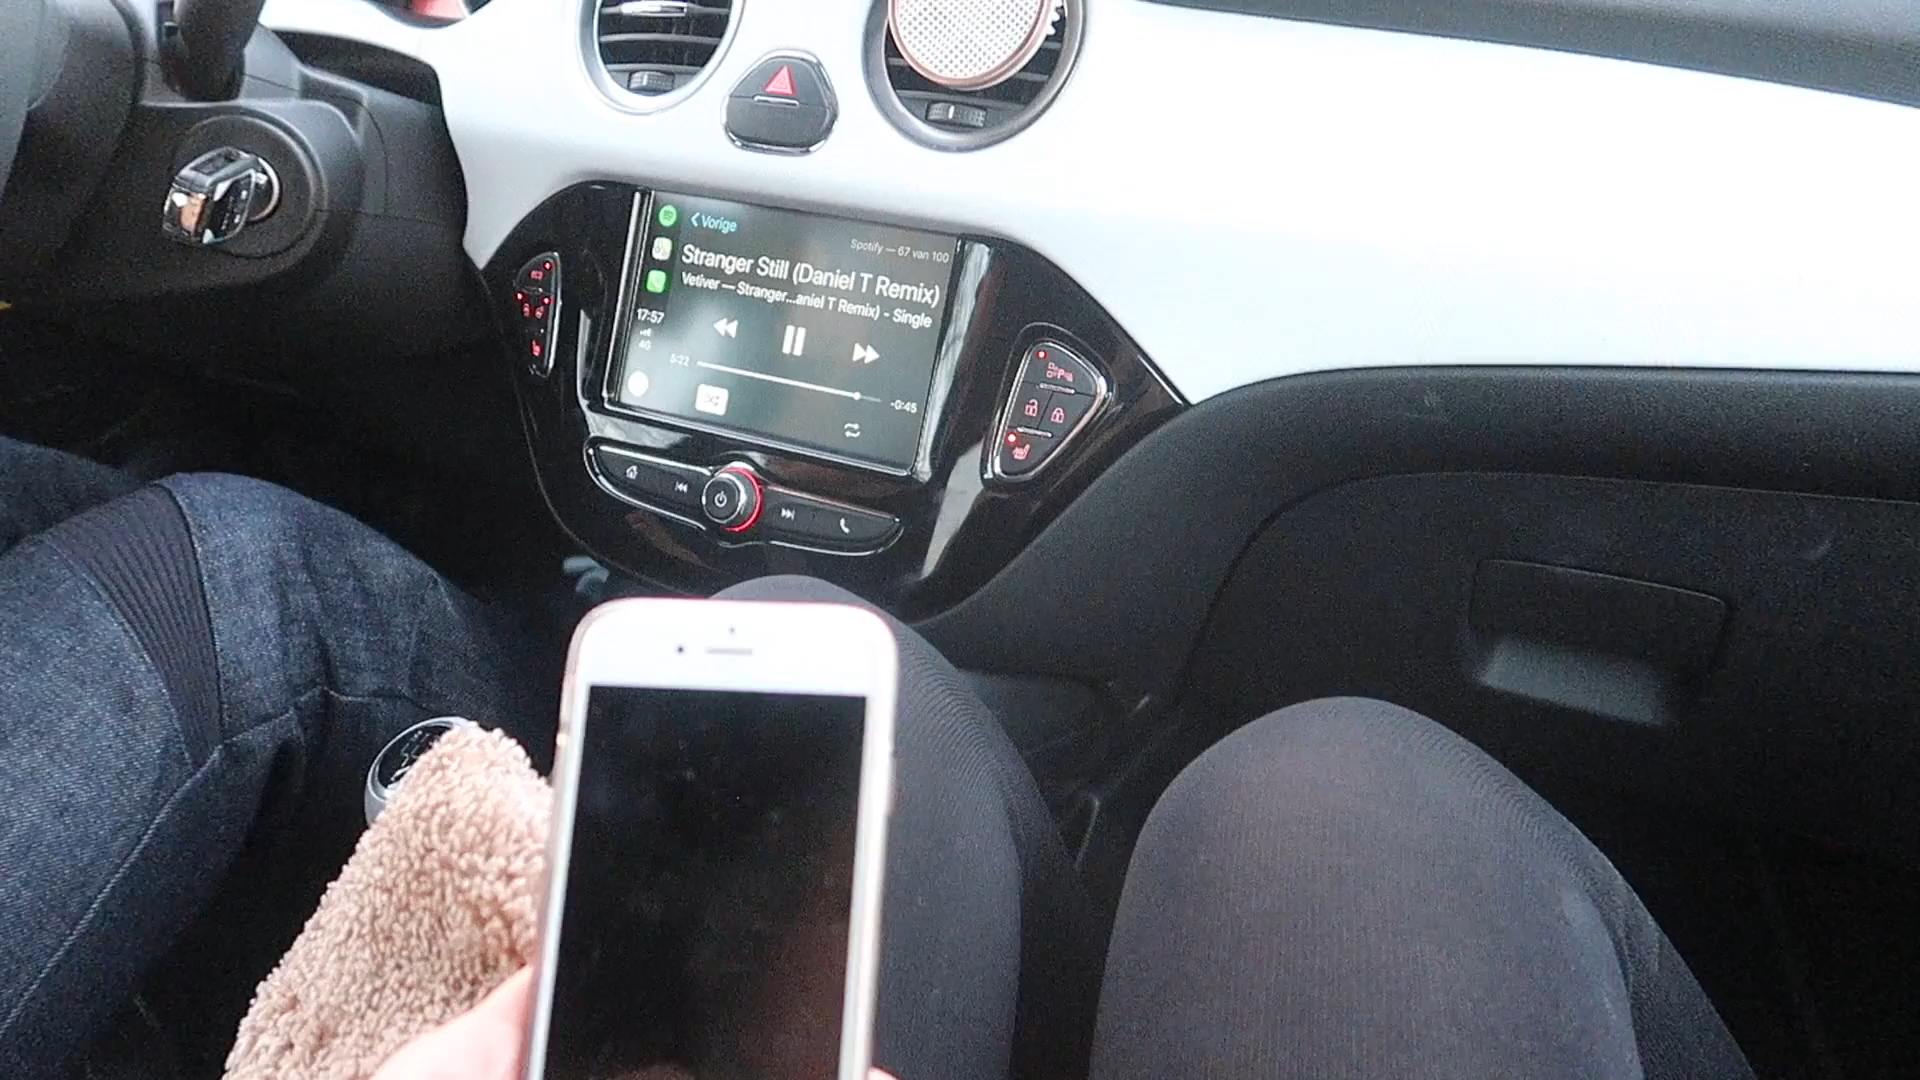 Vorige
Spotify — 67 van 100
Stranger Still (Daniel T Remix)
Vetiver — Stranger...aniel T Remix) - Single
17:57
4G
5:22
-0:45